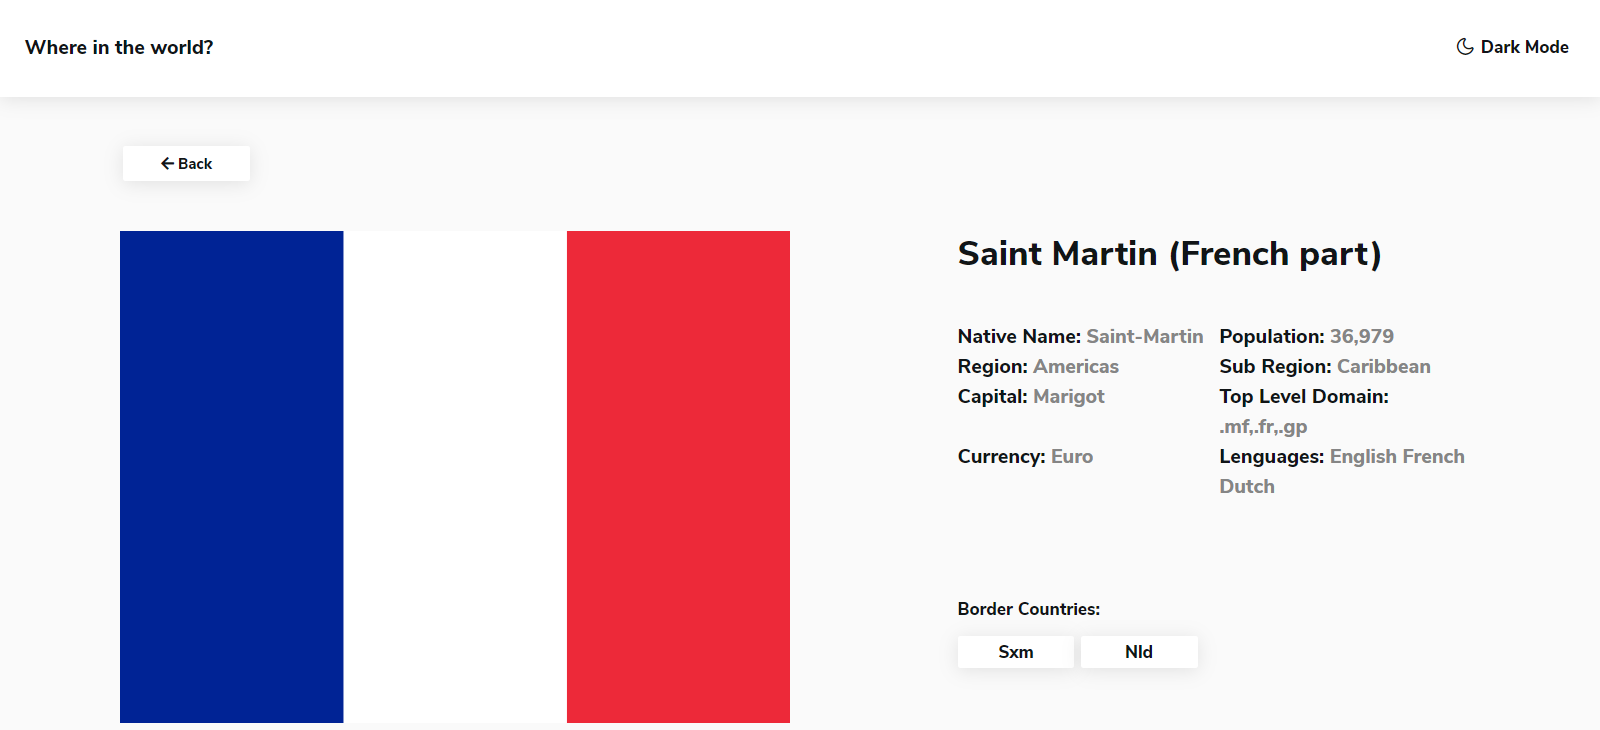 Where in the world?
Dark Mode
Back
Saint Martin (French part)
Native Name: Saint-Martin
Region: Americas
Capital: Marigot
Currency: Euro
Population: 36,979
Sub Region: Caribbean
Top Level Domain:
.mf,.fr,.gp
Lenguages: English French
Dutch
Border Countries:
Sxm
Nld